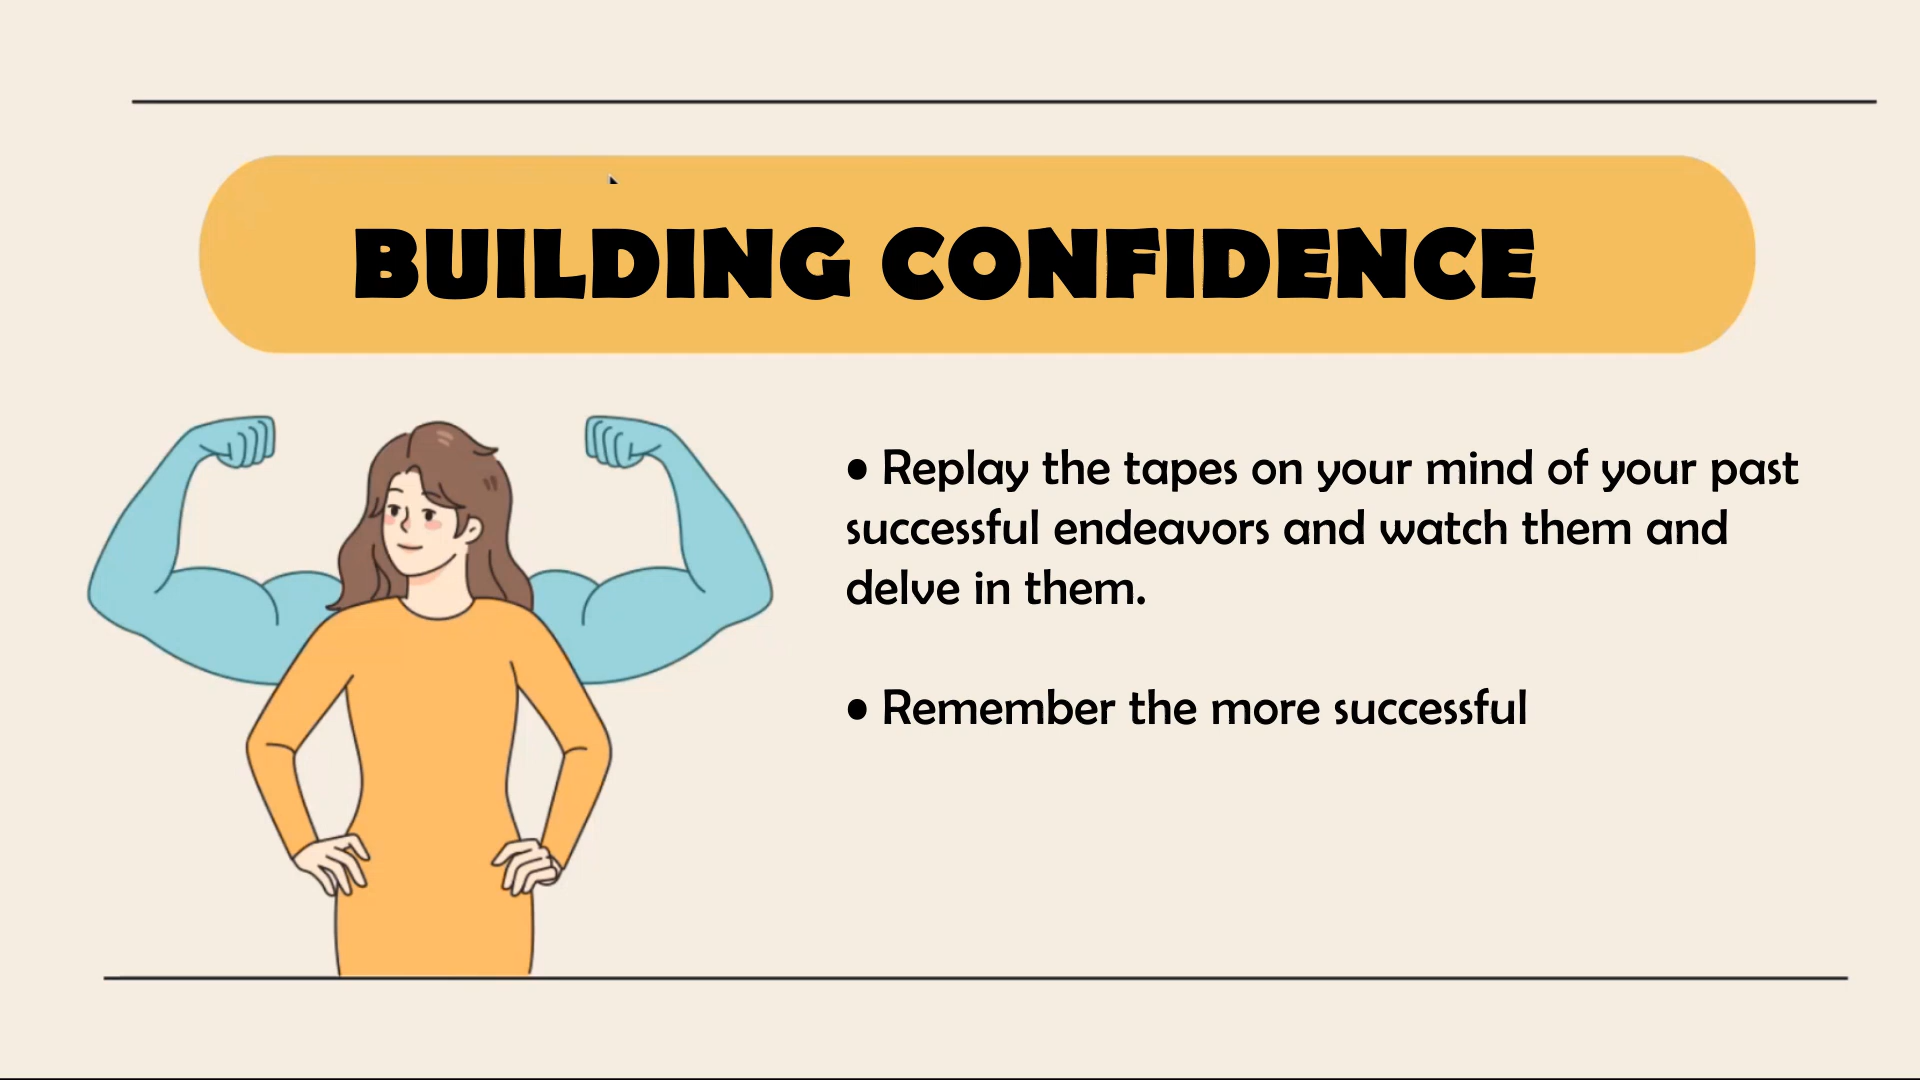 BUILDING CONFIDENCE
• Replay the tapes on your mind of your past
successful endeavors and watch them and
delve in them.
• Remember the more successful